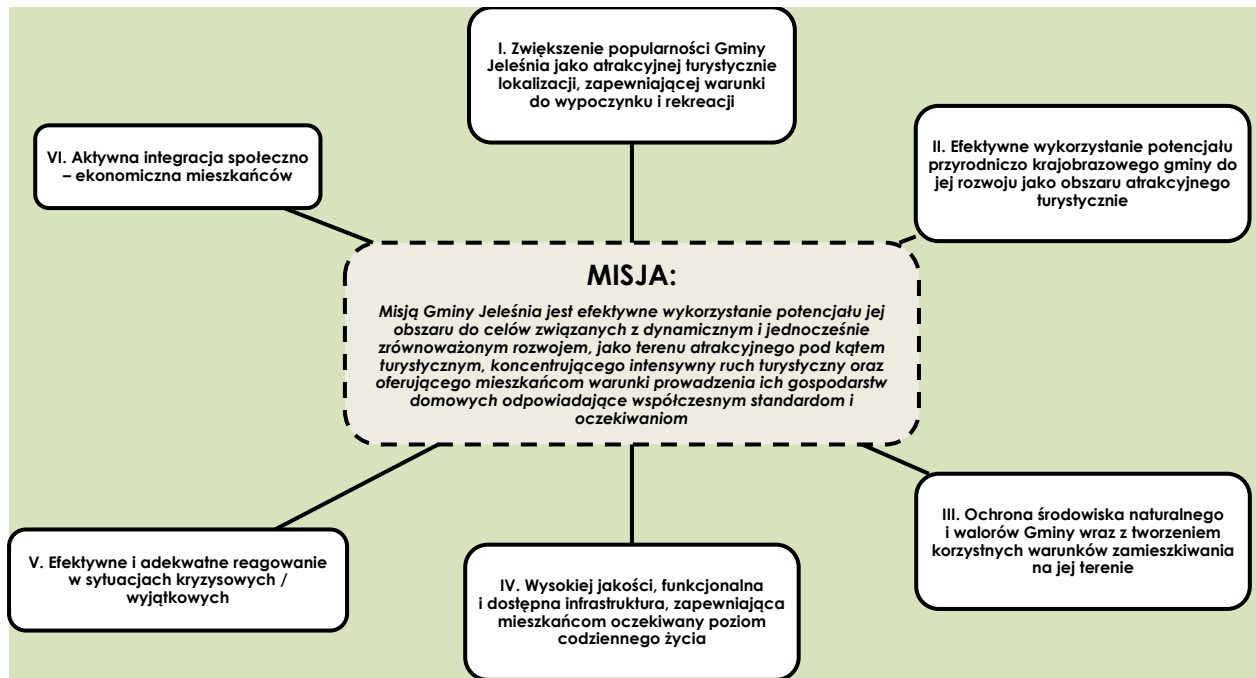 I. Zwiększenie popularności Gminy
Jeleśnia jako atrakcyjnej turystycznie
lokalizacji, zapewniającej warunki
do wypoczynku i rekreacji
VI. Aktywna integracja społeczno
– ekonomiczna mieszkańców
II. Efektywne wykorzystanie potencjału
przyrodniczo krajobrazowego gminy do
jej rozwoju jako obszaru atrakcyjnego
turystycznie
MISJA:
Misją Gminy Jeleśnia jest efektywne wykorzystanie potencjału jej
obszaru do celów związanych z dynamicznym i jednocześnie
zrównoważonym rozwojem, jako terenu atrakcyjnego pod kątem
turystycznym, koncentrującego intensywny ruch turystyczny oraz
oferującego mieszkańcom warunki prowadzenia ich gospodarstw
domowych odpowiadające współczesnym standardom i
oczekiwaniom
III. Ochrona środowiska naturalnego
i walorów Gminy wraz z tworzeniem
korzystnych warunków zamieszkiwania
na jej terenie
V. Efektywne i adekwatne reagowanie
w sytuacjach kryzysowych /
wyjątkowych
IV. Wysokiej jakości, funkcjonalna
i dostępna infrastruktura, zapewniająca
mieszkańcom oczekiwany poziom
codziennego życia